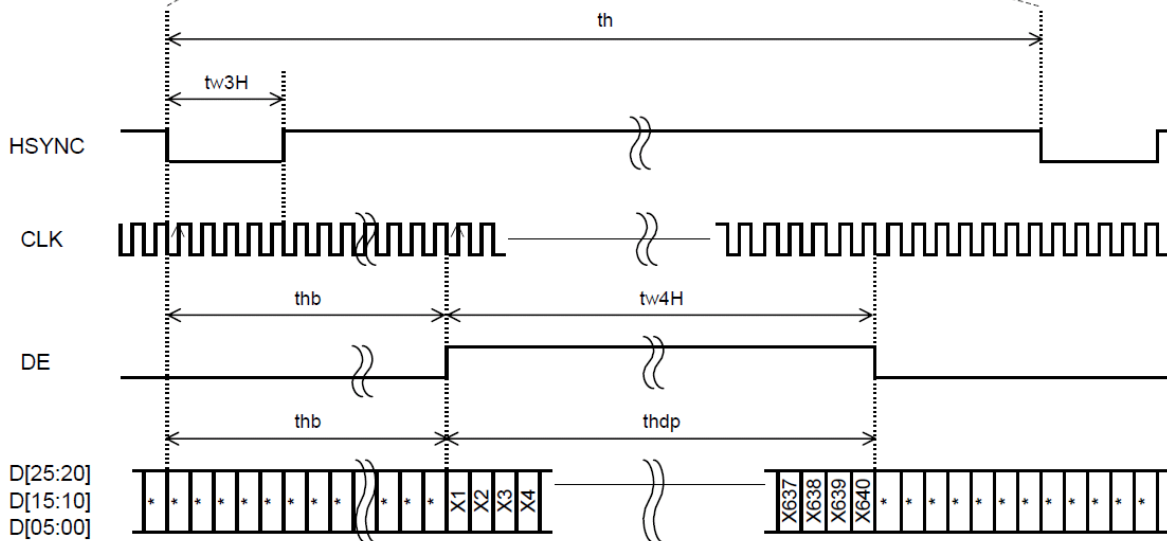 th
tw3H
HSYNC
CLK
thb tw4H
DE
thb thdp
D[25:20]
D[15:10] * * * * * * * * * * * * X1 X2 X3 X4 X637 X638 X639 X640 * * * * * * * * * * * *
D[05:00]